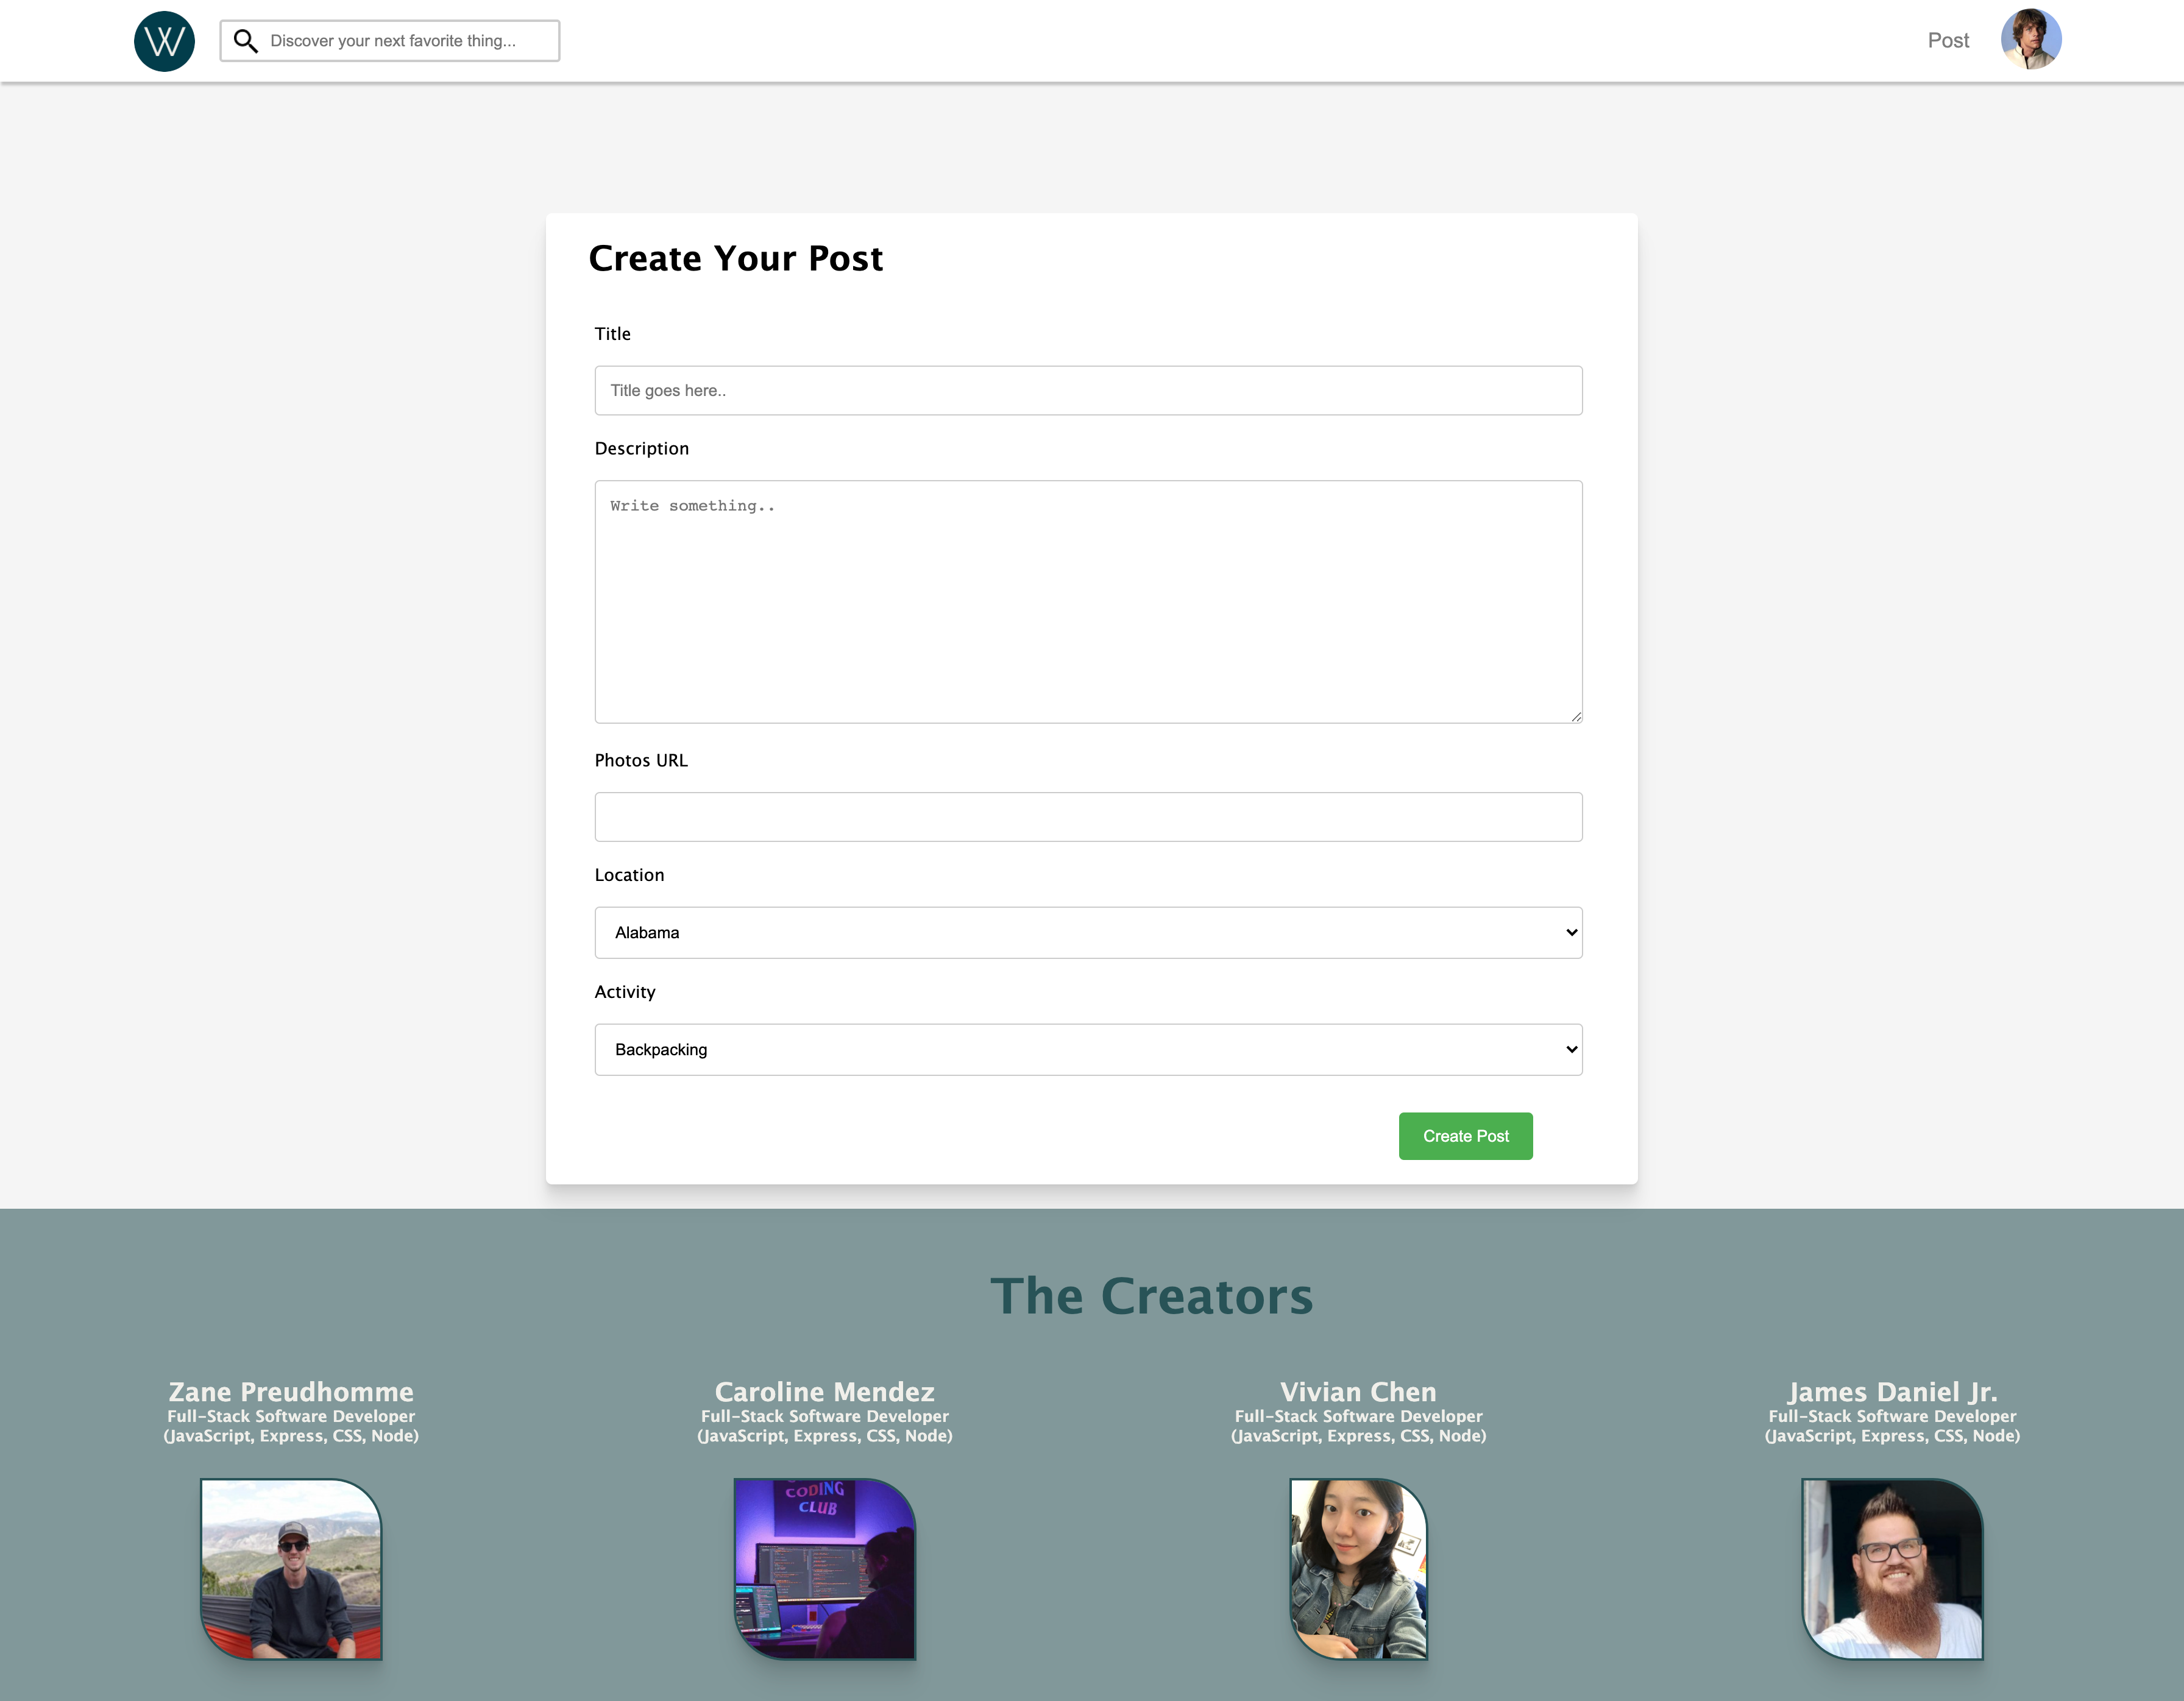 W
Discover your next favorite thing...
Post
Create Your Post
Title
Title goes here..
Description
Write something..
Photos URL
Location
Alabama
Activity
Backpacking
Create Post
The Creators
Zane Preudhomme
Full-Stack Software Developer
(JavaScript, Express, CSS, Node)
Caroline Mendez
Full-Stack Software Developer
(JavaScript, Express, CSS, Node)
Vivian Chen
Full-Stack Software Developer
(JavaScript, Express, CSS, Node)
James Daniel Jr.
Full-Stack Software Developer
(JavaScript, Express, CSS, Node)
CODING
CLUB